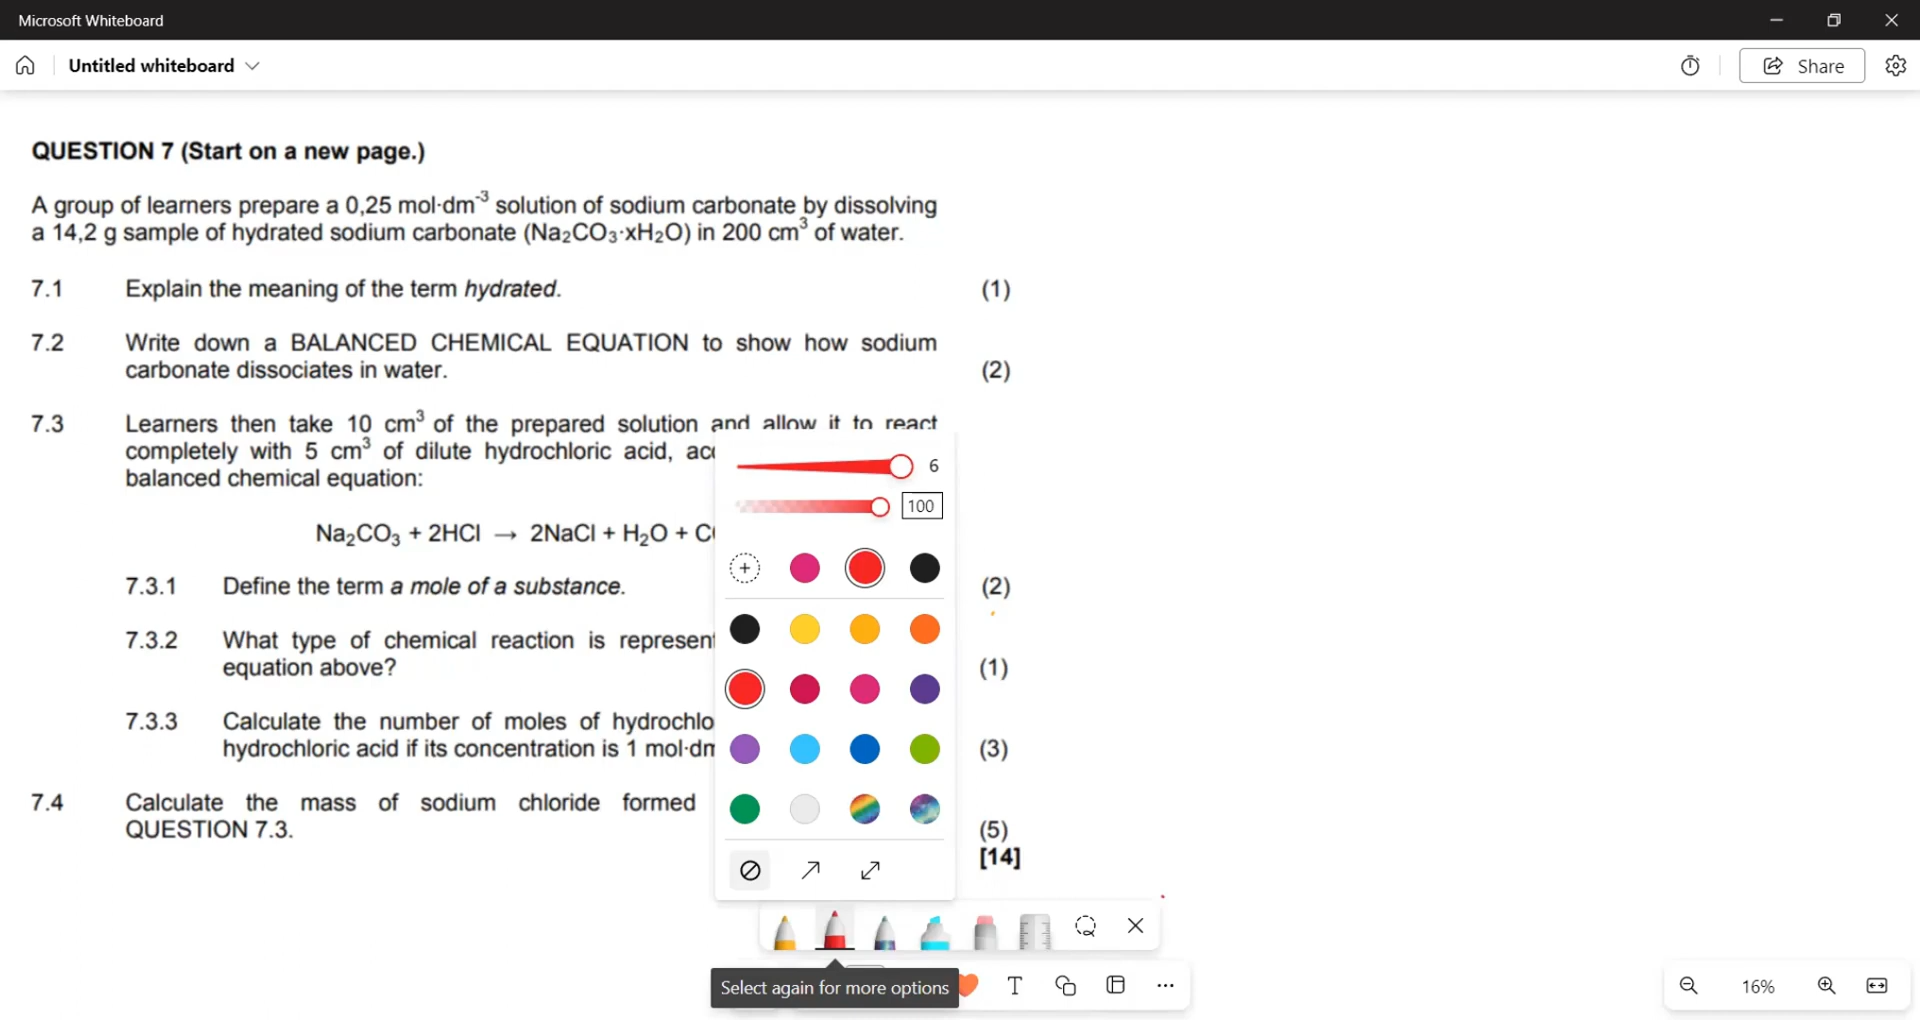 Microsoft Whiteboard
Untitled whiteboard
Share
QUESTION 7 (Start on a new page.)
A group of learners prepare a 0,25 mol·dm⁻³ solution of sodium carbonate by dissolving
a 14,2 g sample of hydrated sodium carbonate (Na₂CO₃·xH₂O) in 200 cm³ of water.
7.1 Explain the meaning of the term hydrated. (1)
7.2 Write down a BALANCED CHEMICAL EQUATION to show how sodium
carbonate dissociates in water. (2)
7.3 Learners then take 10 cm³ of the prepared solution and allow it to react
completely with 5 cm³ of dilute hydrochloric acid,
balanced chemical equation:
Na₂CO₃ + 2HCl → 2NaCl + H₂O +
7.3.1 Define the term a mole of a substance. (2)
7.3.2 What type of chemical reaction is
equation above? (1)
7.3.3 Calculate the number of moles of
hydrochloric acid if its concentration is 1 (3)
7.4 Calculate the mass of sodium chloride formed
QUESTION 7.3. (5)
[14]
6
100
Select again for more options
16%